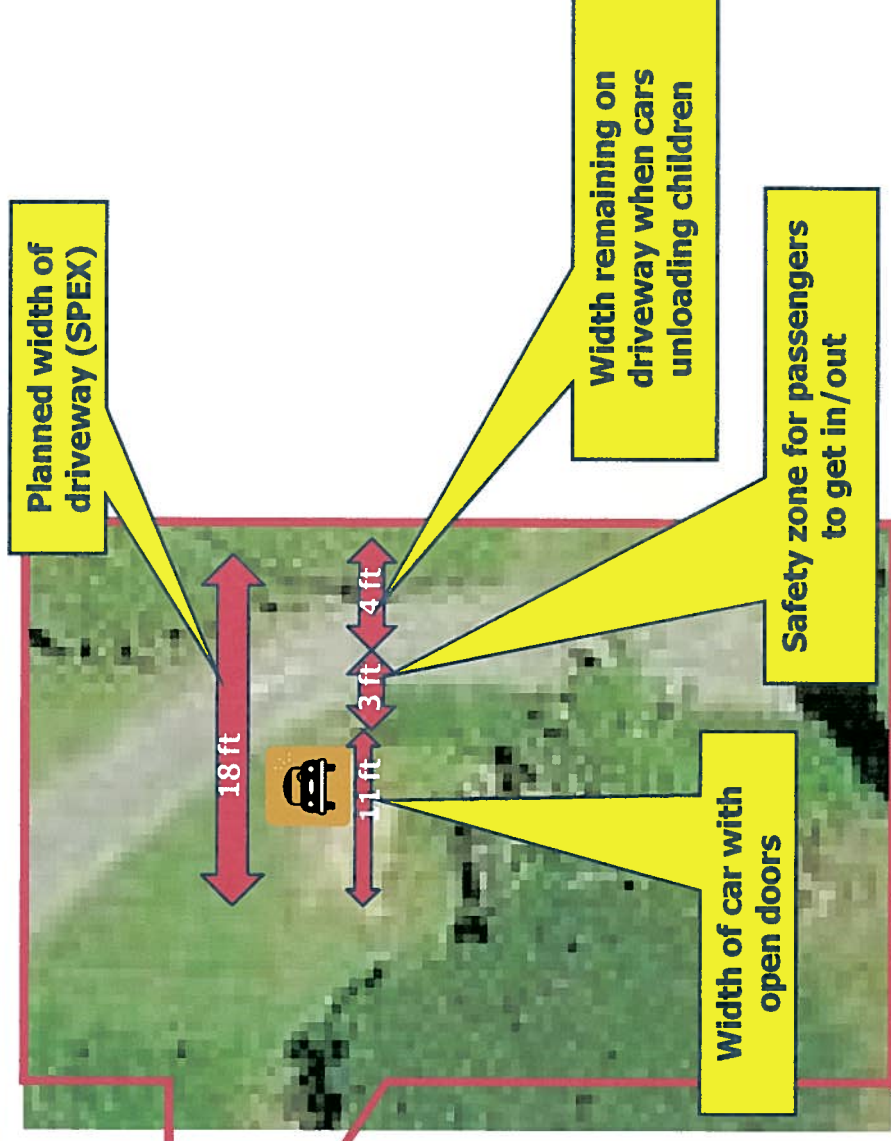 Planned width of
driveway (SPEX)
18 ft
11 ft
3 ft
4 ft
Width remaining on
driveway when cars
unloading children
Safety zone for passengers
to get in/out
Width of car with
open doors